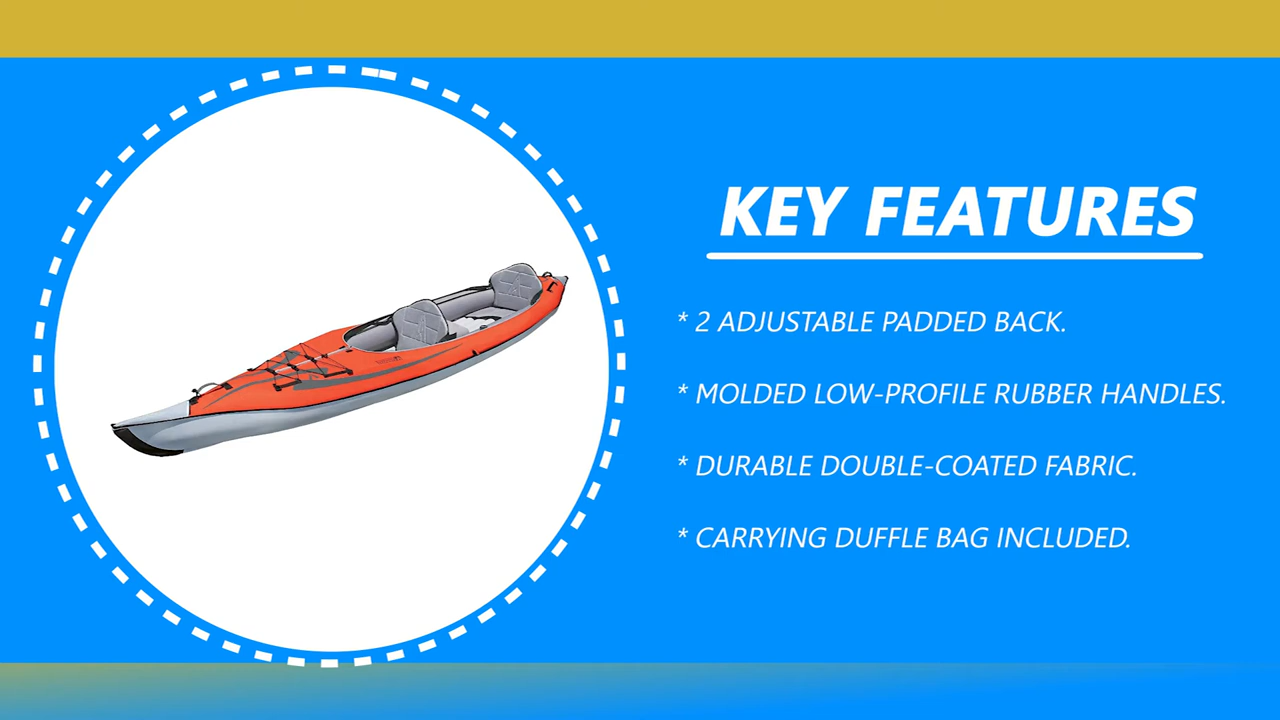 KEY FEATURES
* 2 ADJUSTABLE PADDED BACK.
* MOLDED LOW-PROFILE RUBBER HANDLES.
* DURABLE DOUBLE-COATED FABRIC.
* CARRYING DUFFLE BAG INCLUDED.